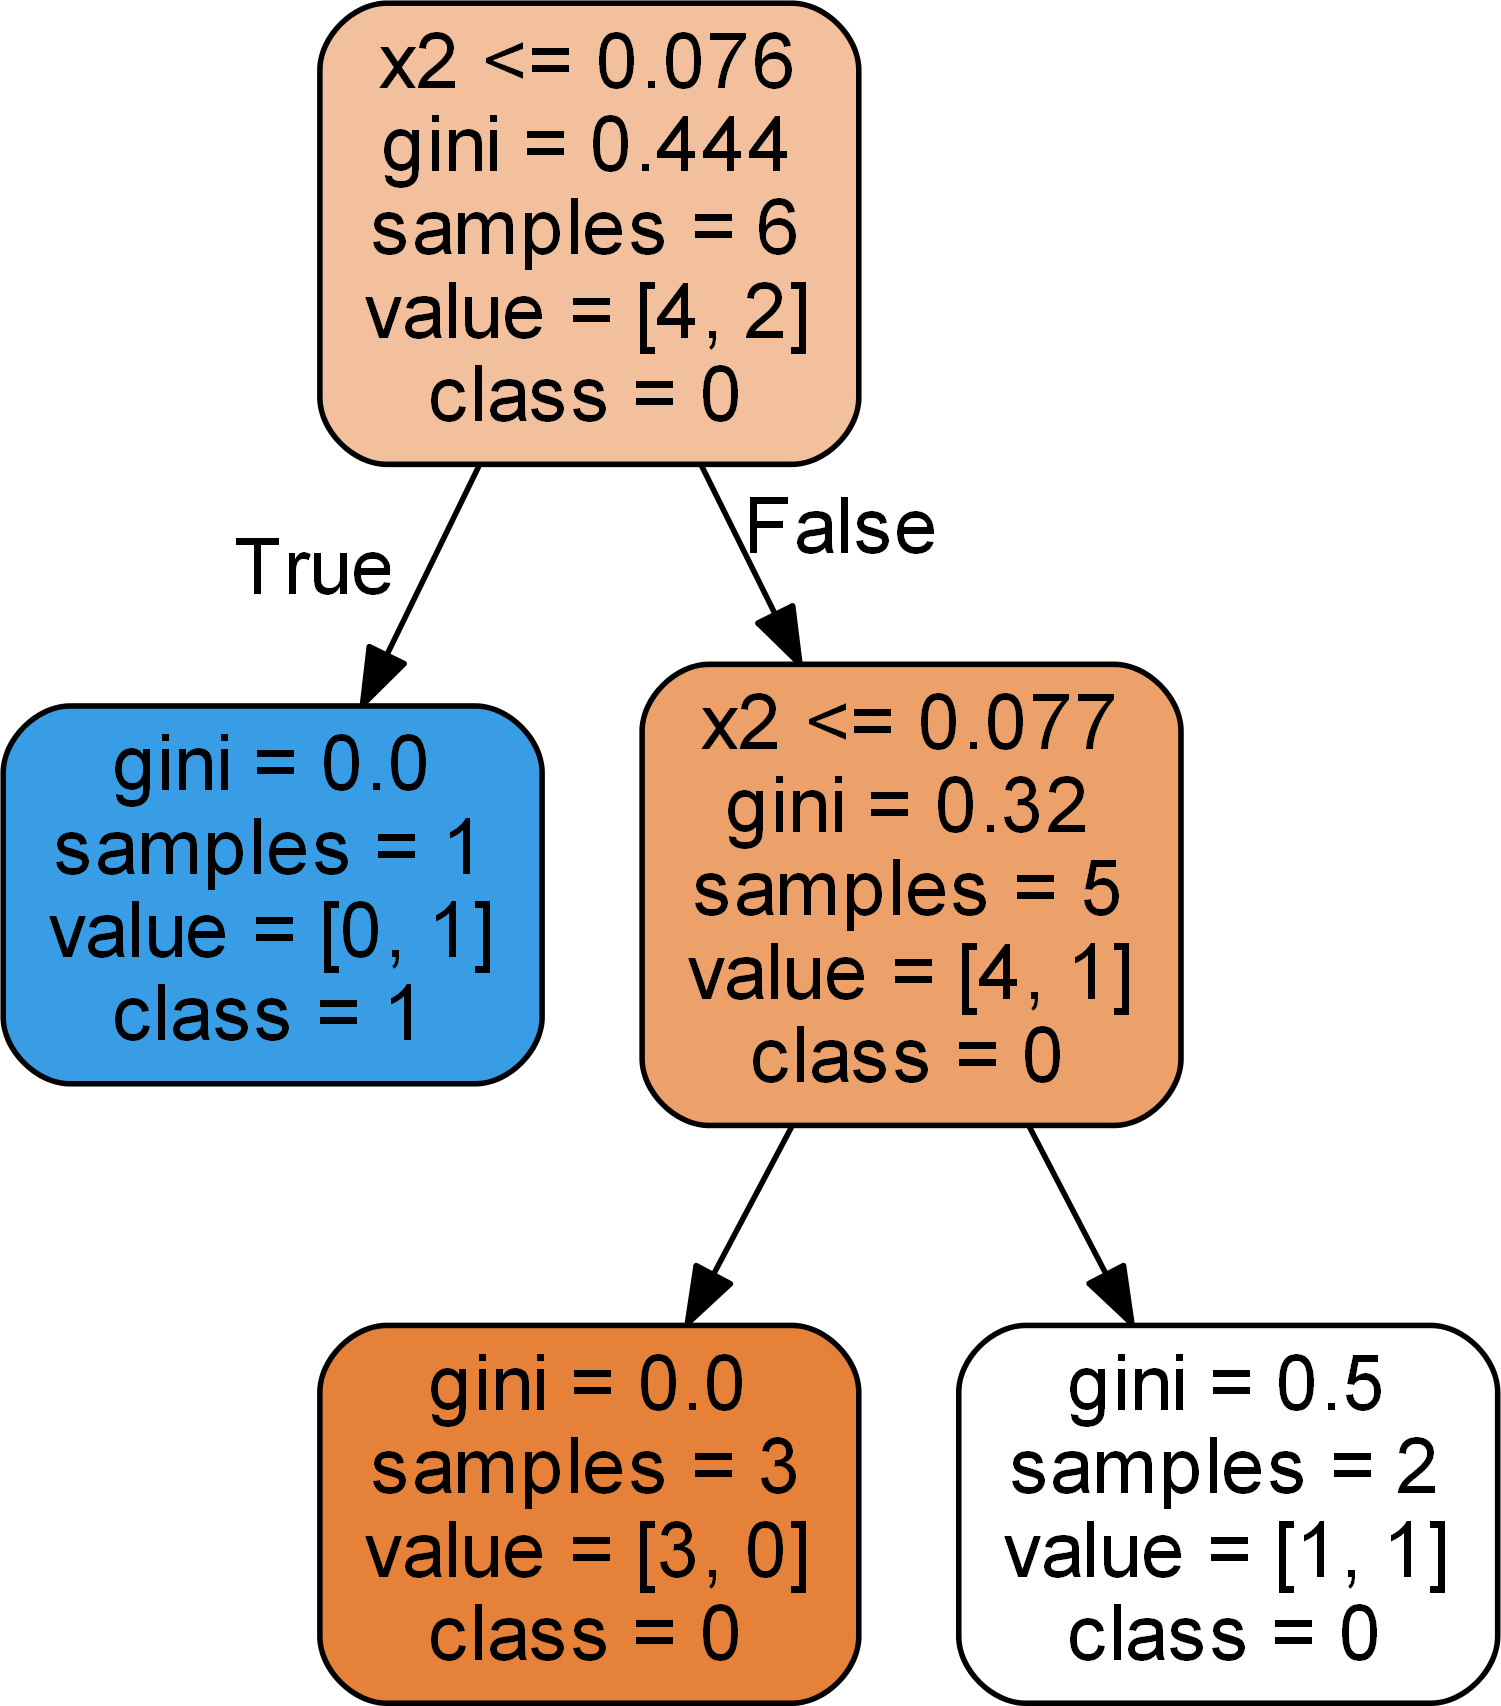 x2 <= 0.076
gini = 0.444
samples = 6
value = [4, 2]
class = 0
True
False
gini = 0.0
samples = 1
value = [0, 1]
class = 1
x2 <= 0.077
gini = 0.32
samples = 5
value = [4, 1]
class = 0
gini = 0.0
samples = 3
value = [3, 0]
class = 0
gini = 0.5
samples = 2
value = [1, 1]
class = 0